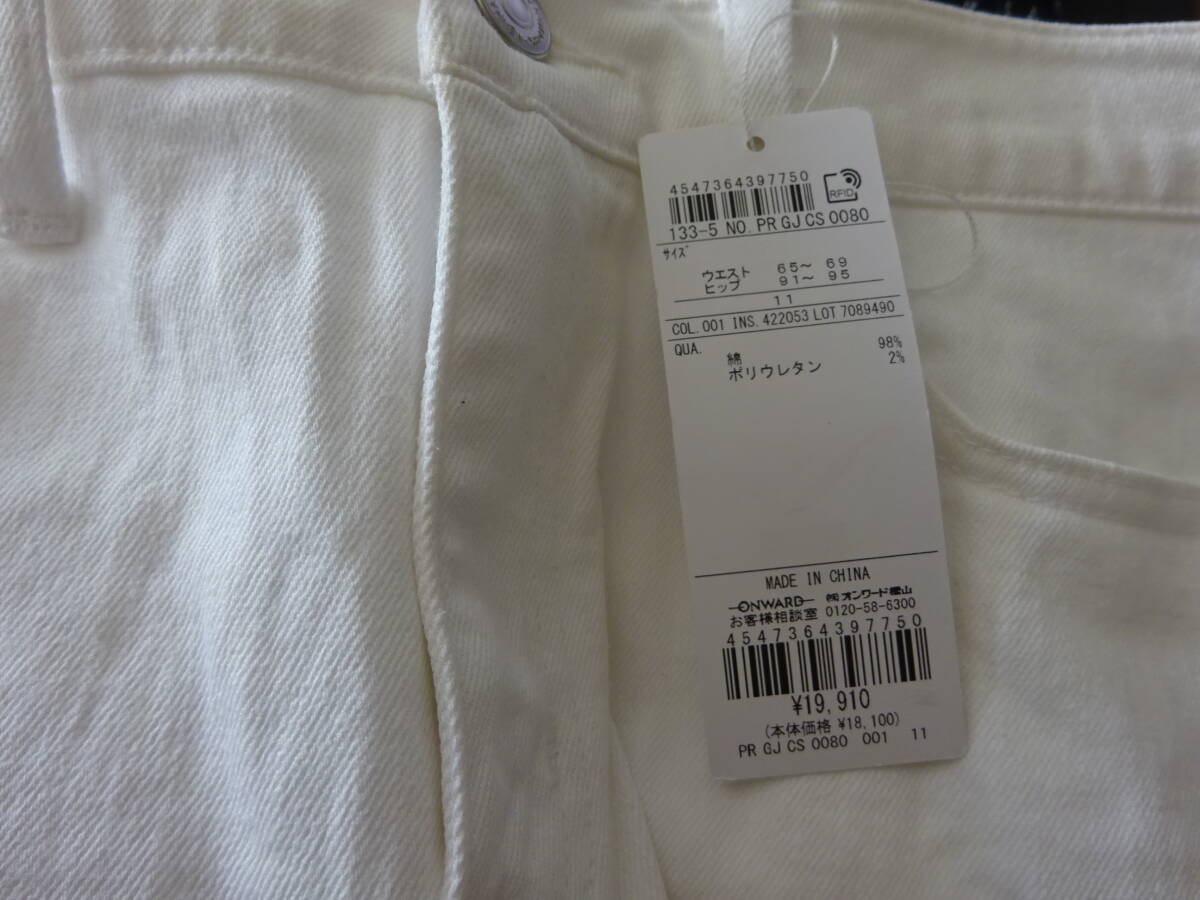 4547364397750
RFID
133-5 NO. PR GJ CS 0080
サイズ
ウエスト 65〜 69
ヒップ 91〜 95
11
COL. 001 INS. 422053 LOT 7089490
QUA.
綿 98%
ポリウレタン 2%
MADE IN CHINA
ONWARD ㈱オンワード樫山
お客様相談室 0120-58-6300
4547364397750
¥19,910
(本体価格 ¥18,100)
PR GJ CS 0080 001 11